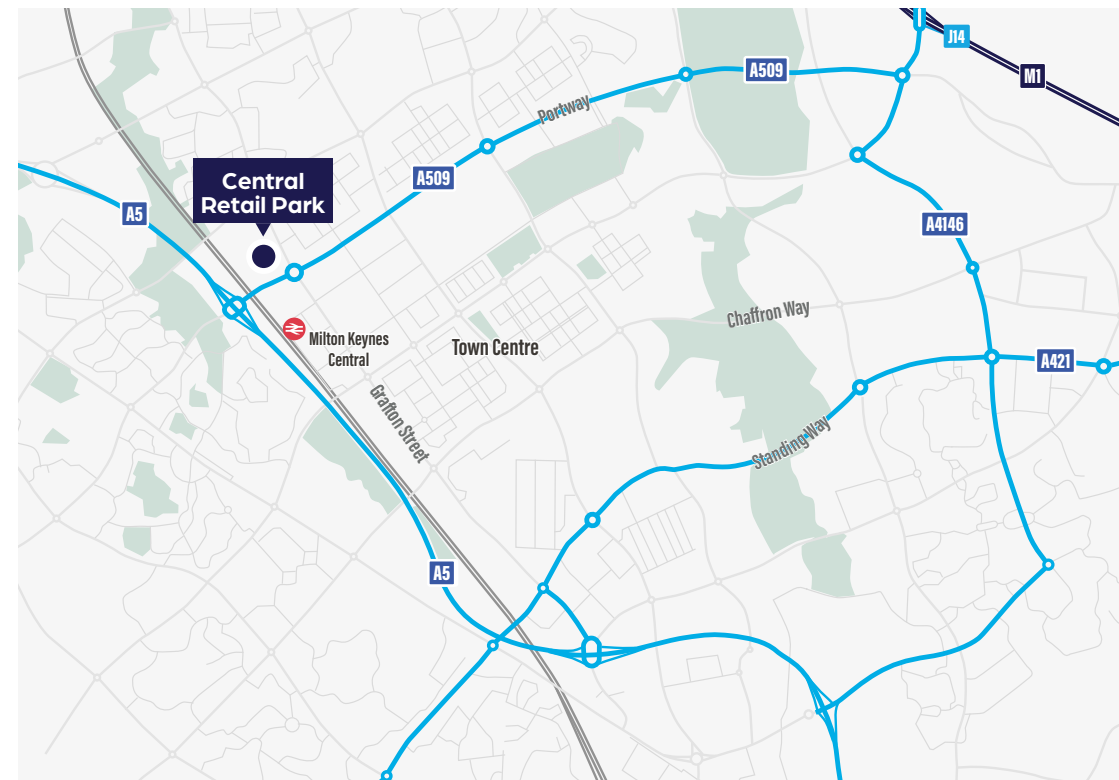 J14
M1
A509
Portway
A509
Central
Retail Park
A5
A4146
Chaffron Way
Milton Keynes
Central
Town Centre
A421
Grafton Street
Standing Way
A5